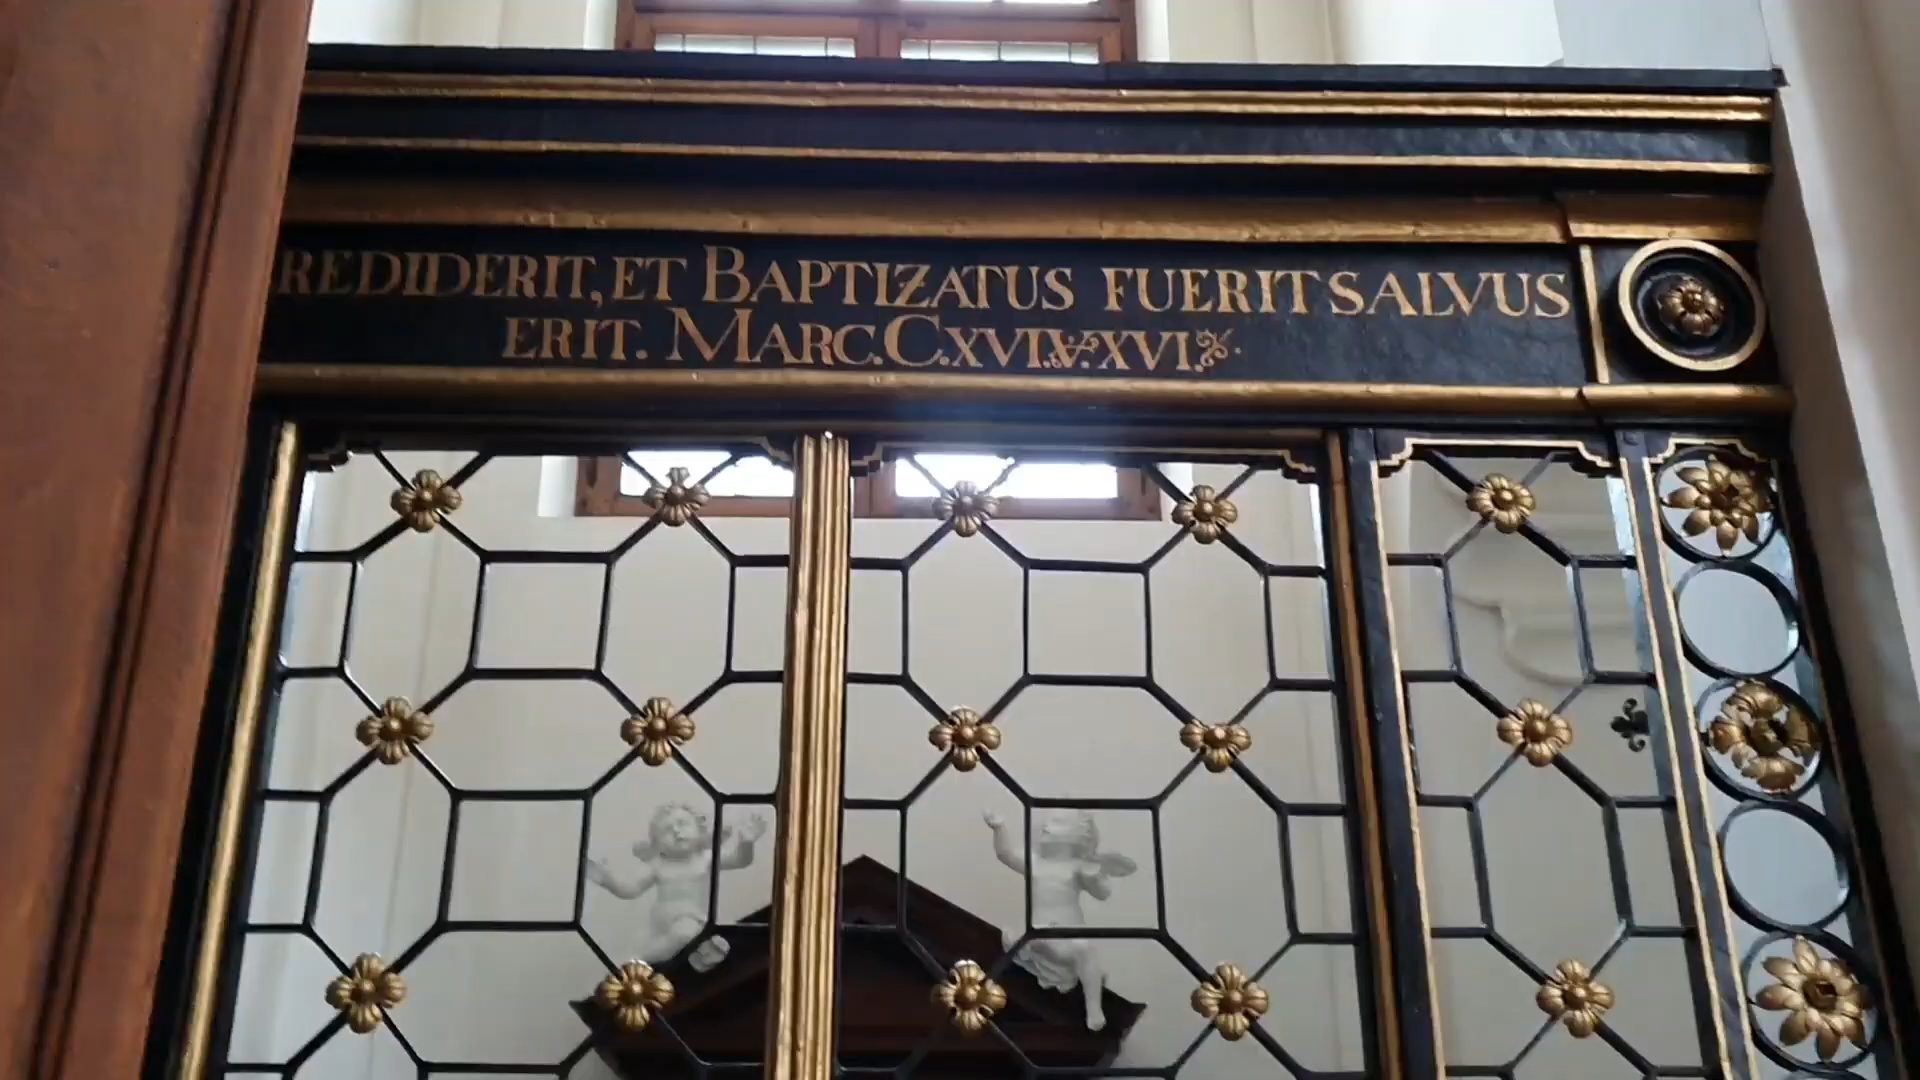 REDIDERIT, ET BAPTIZATUS FUERIT SALVUS
ERIT. MARC. C. XVI. V. XVI.